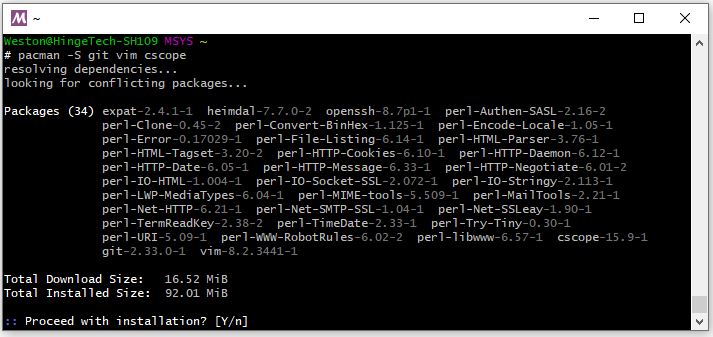 M ~
Weston@HingeTech-SH109 MSYS ~
# pacman -S git vim cscope
resolving dependencies...
looking for conflicting packages...
Packages (34) expat-2.4.1-1 heimdal-7.7.0-2 openssh-8.7p1-1 perl-Authen-SASL-2.16-2
perl-Clone-0.45-2 perl-Convert-BinHex-1.125-1 perl-Encode-Locale-1.05-1
perl-Error-0.17029-1 perl-File-Listing-6.14-1 perl-HTML-Parser-3.76-1
perl-HTML-Tagset-3.20-2 perl-HTTP-Cookies-6.10-1 perl-HTTP-Daemon-6.12-1
perl-HTTP-Date-6.05-1 perl-HTTP-Message-6.33-1 perl-HTTP-Negotiate-6.01-2
perl-IO-HTML-1.004-1 perl-IO-Socket-SSL-2.072-1 perl-IO-Stringy-2.113-1
perl-LWP-MediaTypes-6.04-1 perl-MIME-tools-5.509-1 perl-MailTools-2.21-1
perl-Net-HTTP-6.21-1 perl-Net-SMTP-SSL-1.04-1 perl-Net-SSLeay-1.90-1
perl-TermReadKey-2.38-2 perl-TimeDate-2.33-1 perl-Try-Tiny-0.30-1
perl-URI-5.09-1 perl-WWW-RobotRules-6.02-2 perl-libwww-6.57-1 cscope-15.9-1
git-2.33.0-1 vim-8.2.3441-1
Total Download Size: 16.52 MiB
Total Installed Size: 92.01 MiB
:: Proceed with installation? [Y/n]